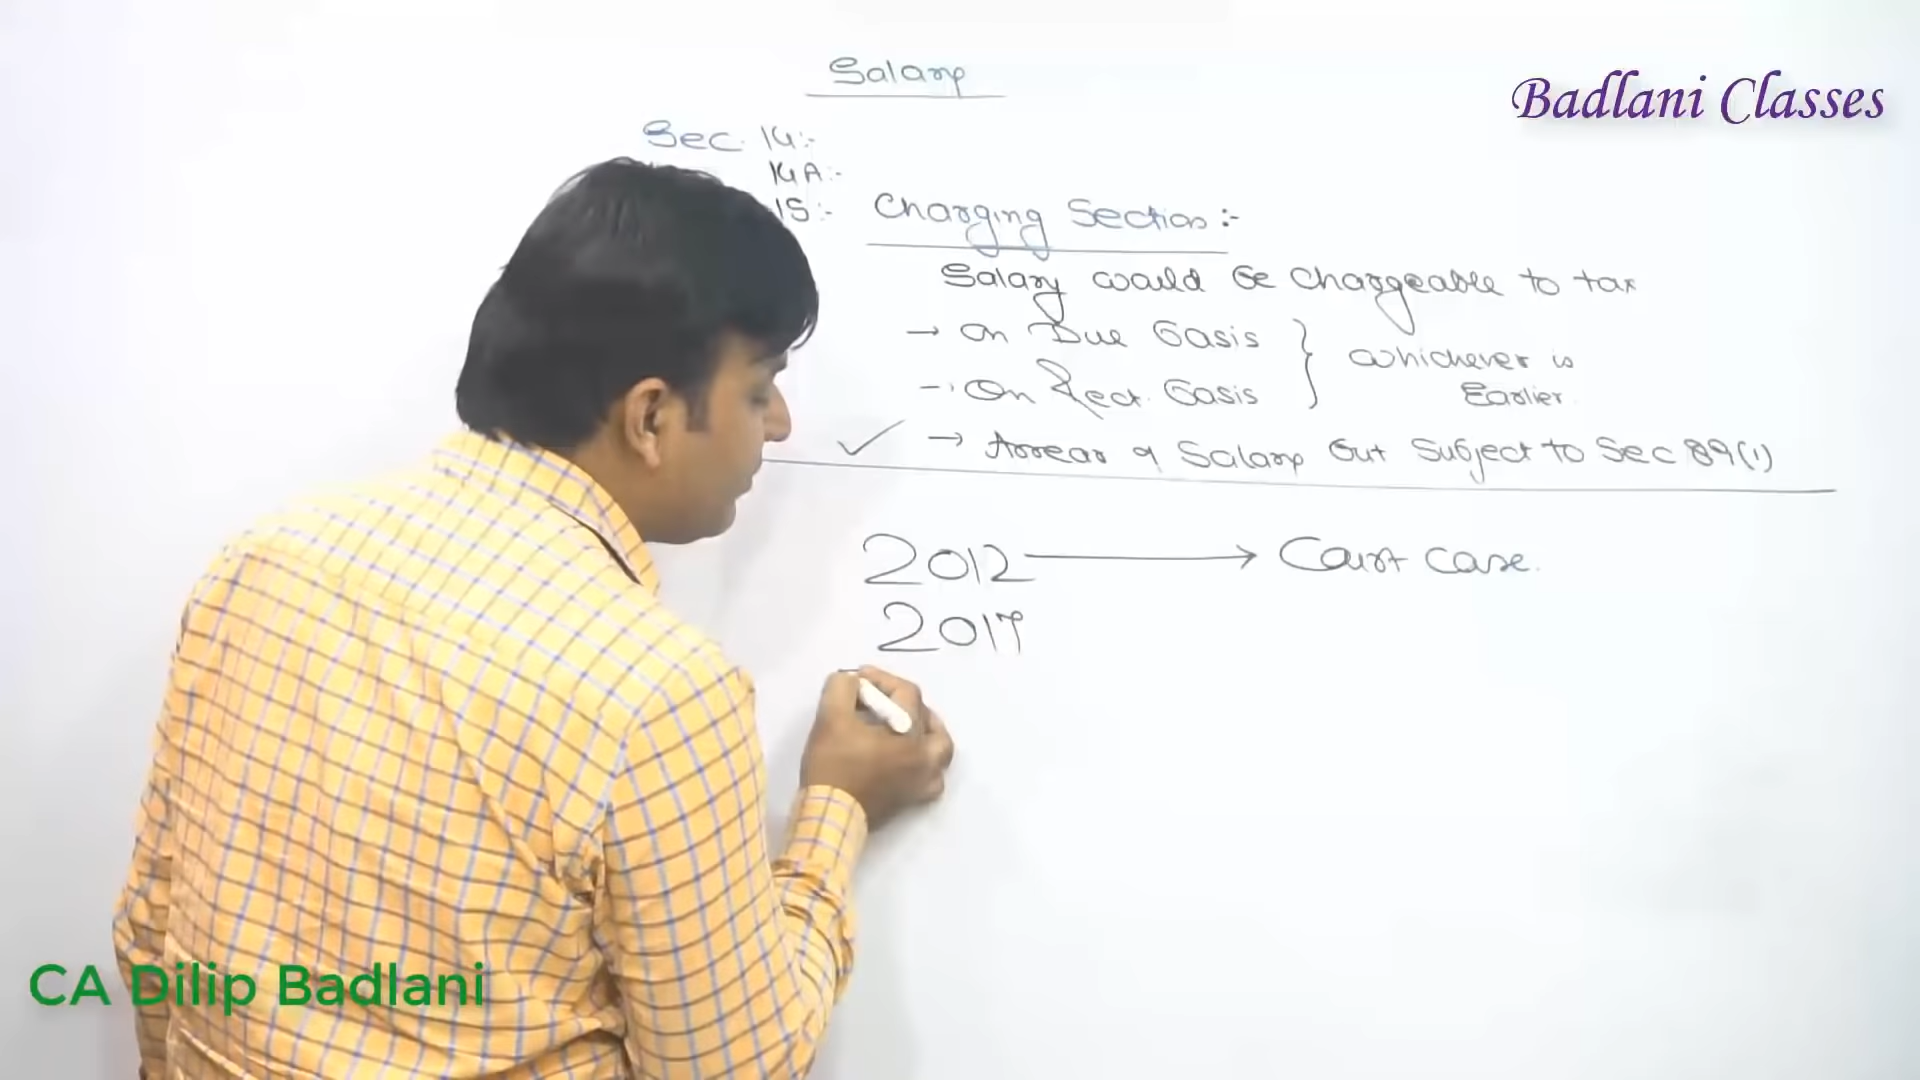 Salary
Badlani Classes
Sec. 14:-
14A:-
15:- Charging Section:-
Salary would be chargeable to tax
→ on Due Basis
→ On Rect. Basis
whichever is
Earlier
✓ → Arrear of Salary But Subject to Sec 89(1)
2012 → Court Case.
2017
CA Dilip Badlani